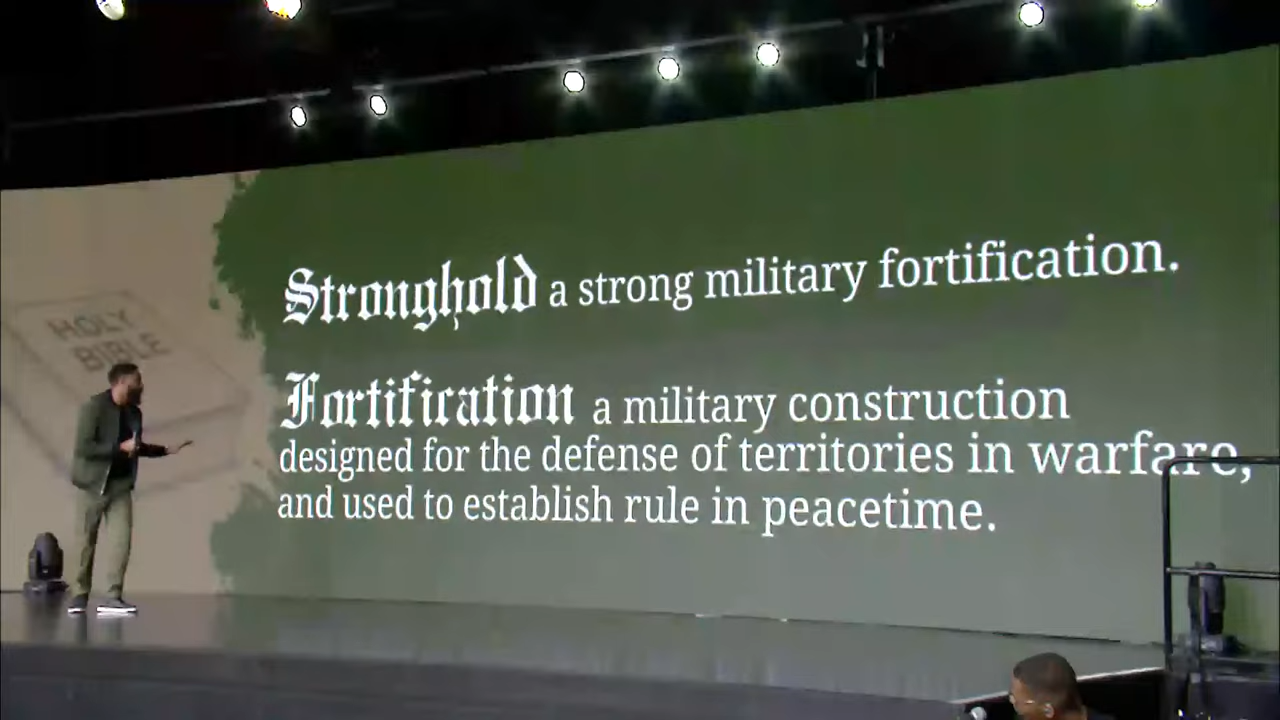 HOLY
BIBLE
Stronghold a strong military fortification.
Fortification a military construction
designed for the defense of territories in warfare,
and used to establish rule in peacetime.